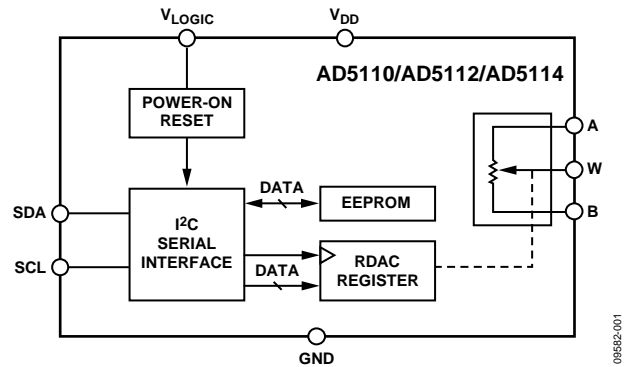 VLOGIC
VDD
AD5110/AD5112/AD5114
POWER-ON
RESET
A
W
B
SDA
SCL
I2C
SERIAL
INTERFACE
DATA
EEPROM
DATA
RDAC
REGISTER
GND
09582-001